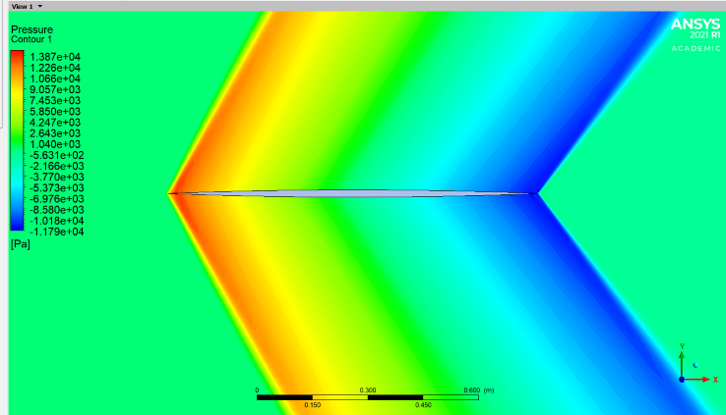 View 1
Pressure
Contour 1
1.387e+04
1.226e+04
1.066e+04
9.057e+03
7.453e+03
5.850e+03
4.247e+03
2.643e+03
1.040e+03
-5.631e+02
-2.166e+03
-3.770e+03
-5.373e+03
-6.976e+03
-8.580e+03
-1.018e+04
-1.179e+04
[Pa]
ANSYS
2021 R1
ACADEMIC
0 0.300 0.600 (m)
0.150 0.450
Y
X